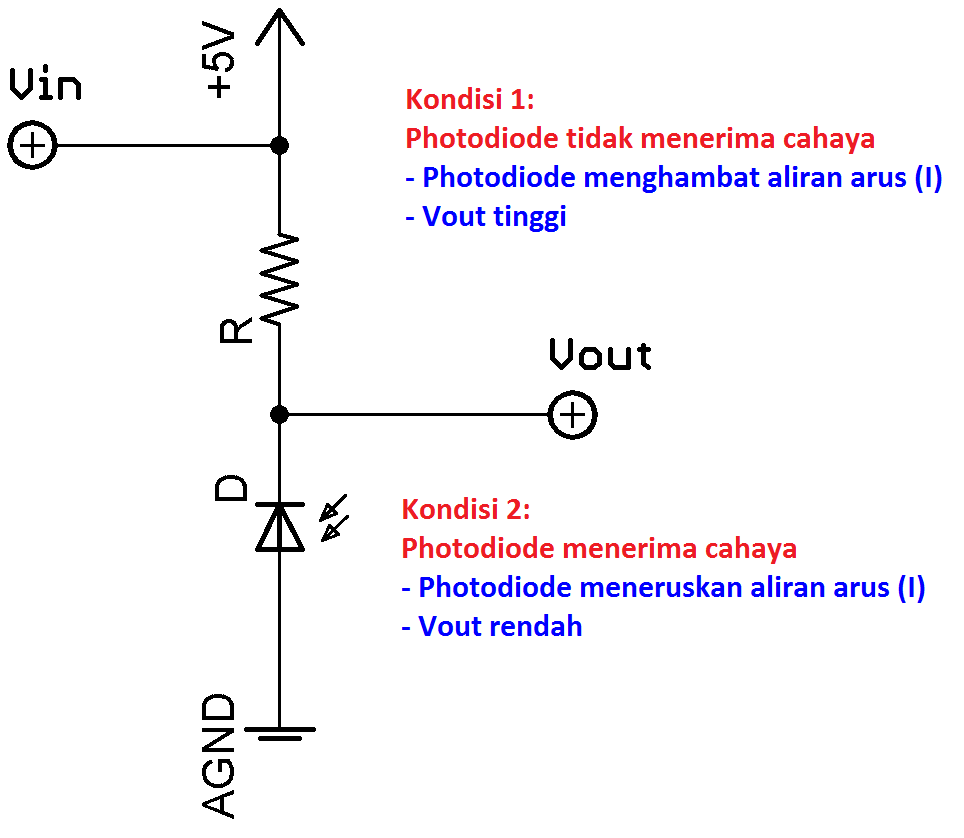 +5V
Vin
Kondisi 1:
Photodiode tidak menerima cahaya
- Photodiode menghambat aliran arus (I)
- Vout tinggi
R
Vout
D
Kondisi 2:
Photodiode menerima cahaya
- Photodiode meneruskan aliran arus (I)
- Vout rendah
AGND